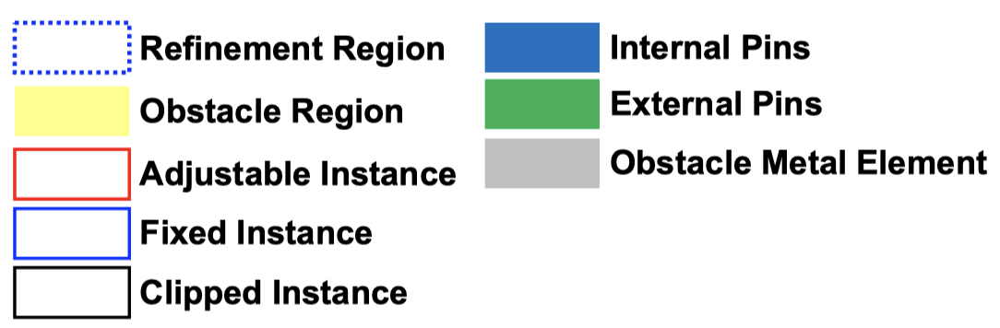 Refinement Region
Obstacle Region
Adjustable Instance
Fixed Instance
Clipped Instance
Internal Pins
External Pins
Obstacle Metal Element